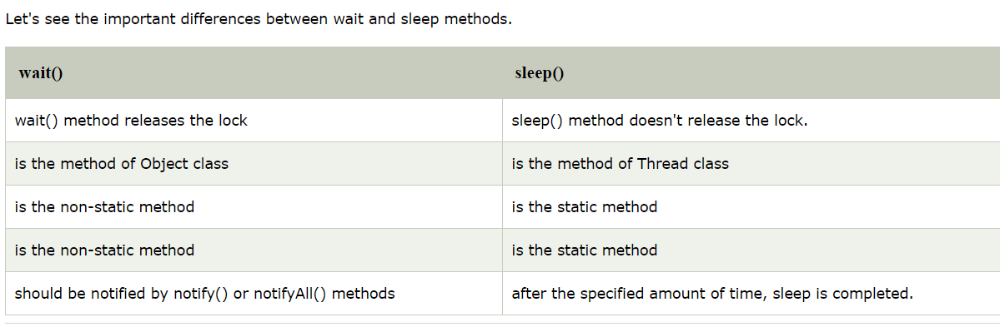 Let's see the important differences between wait and sleep methods.
wait() sleep()
wait() method releases the lock sleep() method doesn't release the lock.
is the method of Object class is the method of Thread class
is the non-static method is the static method
is the non-static method is the static method
should be notified by notify() or notifyAll() methods after the specified amount of time, sleep is completed.